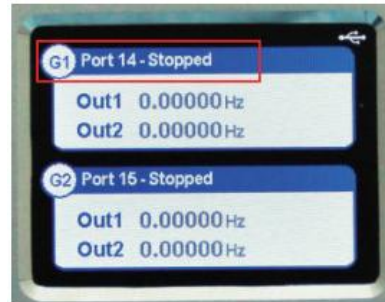 G1 Port 14 - Stopped
Out1 0.00000 Hz
Out2 0.00000 Hz
G2 Port 15 - Stopped
Out1 0.00000 Hz
Out2 0.00000 Hz